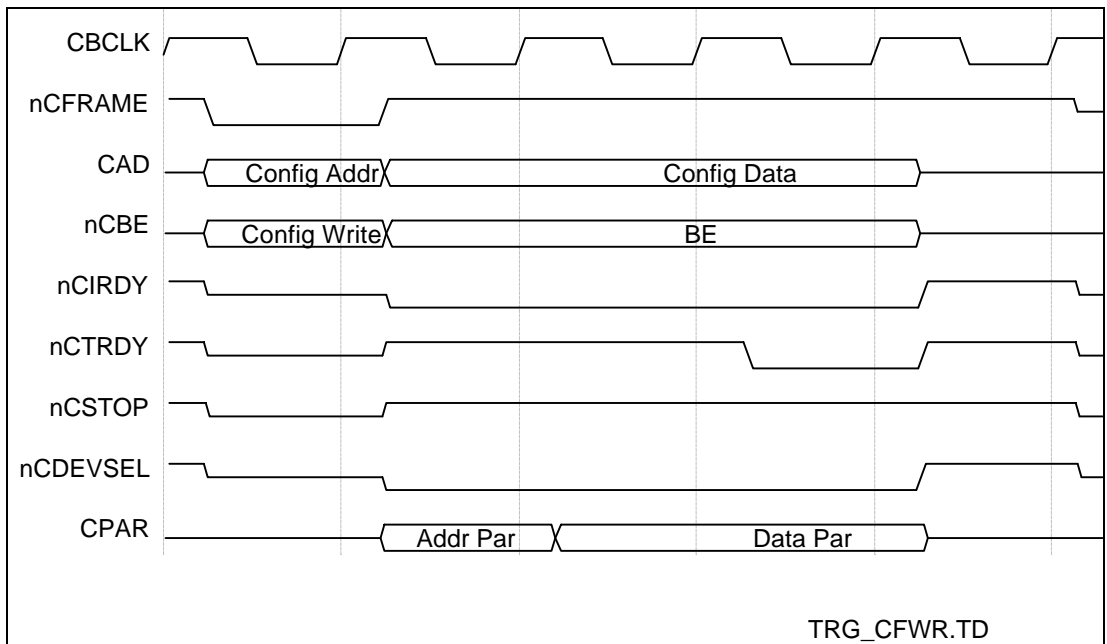 CBCLK
nCFRAME
CAD Config Addr Config Data
nCBE Config Write BE
nCIRDY
nCTRDY
nCSTOP
nCDEVSEL
CPAR Addr Par Data Par
TRG_CFWR.TD